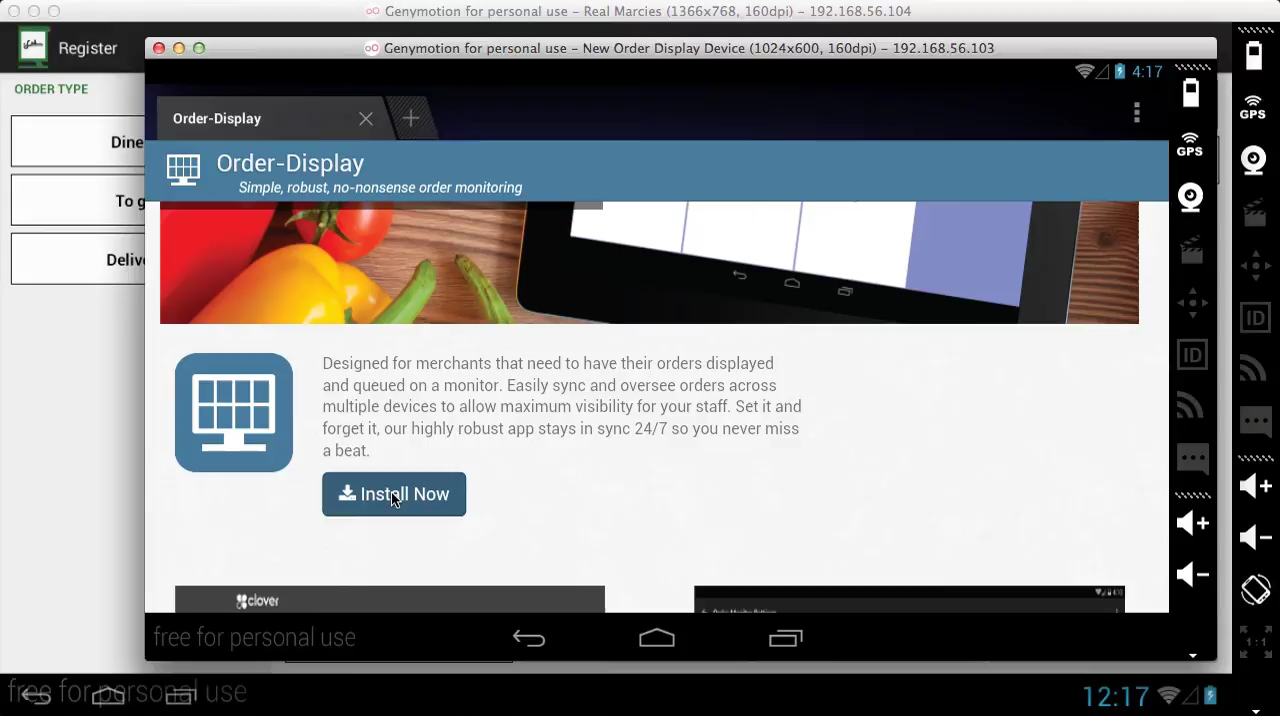 Genymotion for personal use – Real Marcies (1366x768, 160dpi) – 192.168.56.104
Register
Genymotion for personal use – New Order Display Device (1024x600, 160dpi) – 192.168.56.103
4:17
ORDER TYPE
Order-Display
Order-Display
Simple, robust, no-nonsense order monitoring
Dine
To g
Delive
GPS
GPS
ID
ID
Designed for merchants that need to have their orders displayed
and queued on a monitor. Easily sync and oversee orders across
multiple devices to allow maximum visibility for your staff. Set it and
forget it, our highly robust app stays in sync 24/7 so you never miss
a beat.
Install Now
clover
Order Monitor Settings
free for personal use
1:1
free for personal use
12:17